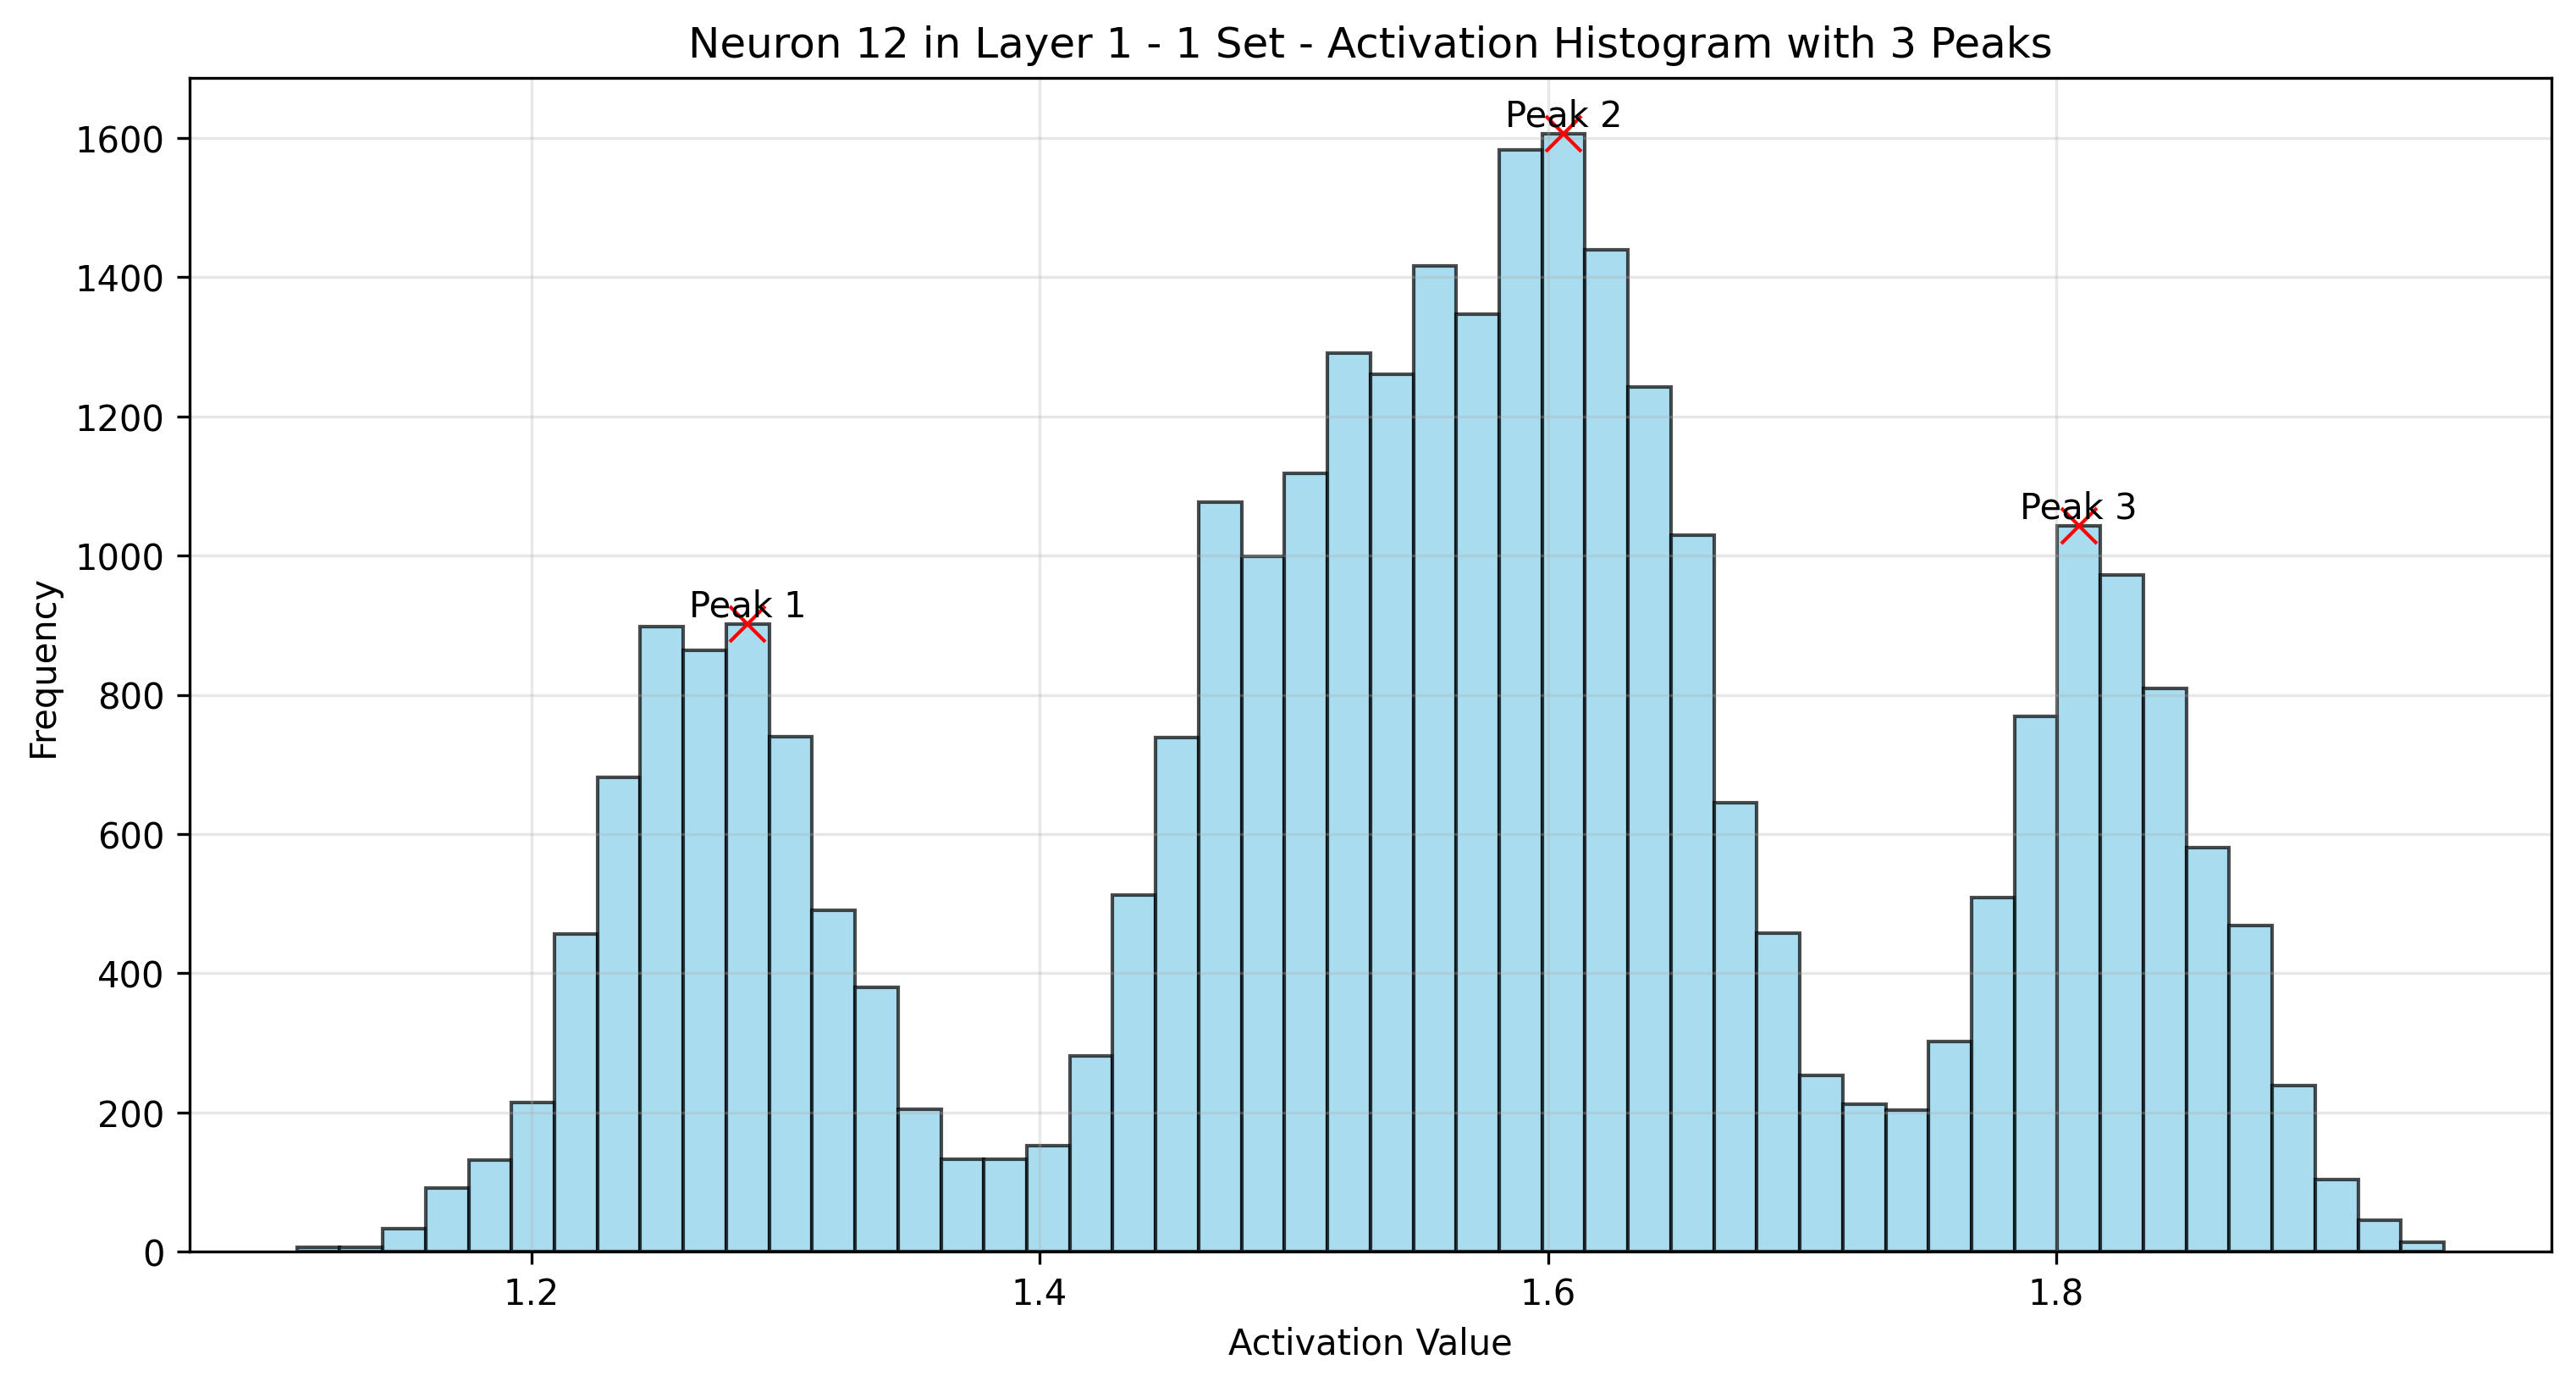 Neuron 12 in Layer 1 - 1 Set - Activation Histogram with 3 Peaks
Peak 2
1600
1400
1200
Peak 3
1000
Peak 1
800
600
400
200
0
Frequency
1.2 1.4 1.6 1.8
Activation Value